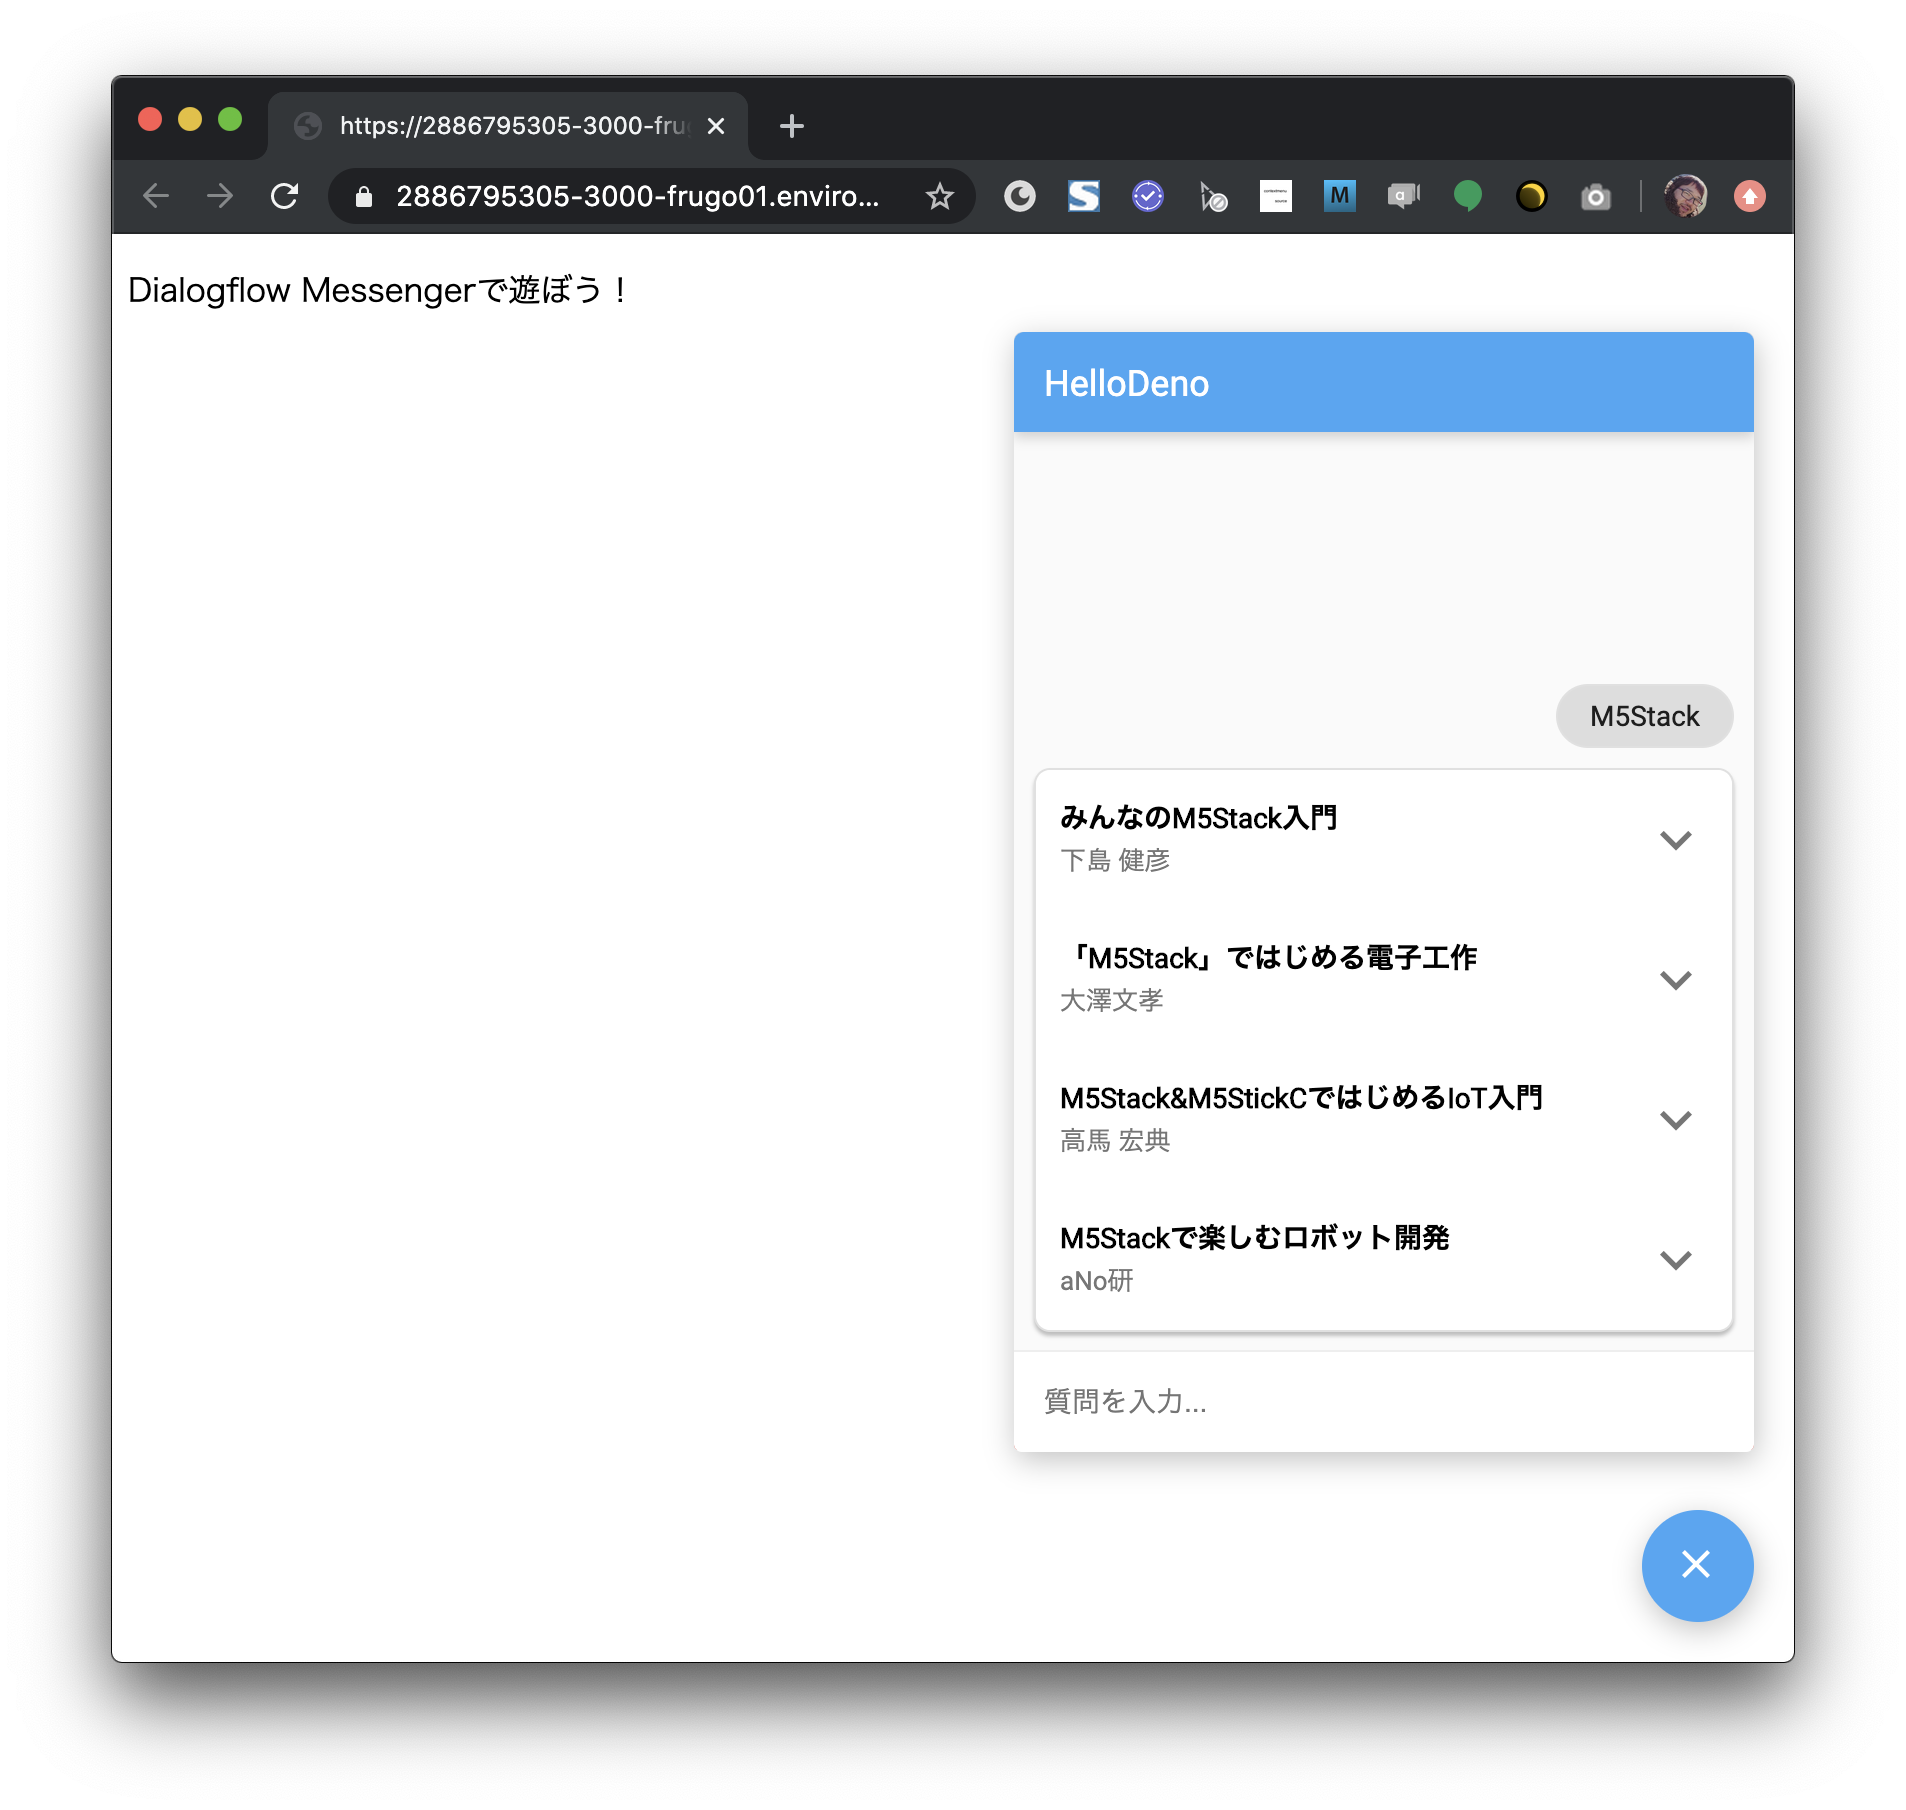 https://2886795305-3000-fru
2886795305-3000-frugo01.enviro...
M
a
Dialogflow Messengerで遊ぼう！
HelloDeno
M5Stack
みんなのM5Stack入門
下島 健彦
「M5Stack」ではじめる電子工作
大澤文孝
M5Stack&M5StickCではじめるIoT入門
高馬 宏典
M5Stackで楽しむロボット開発
aNo研
質問を入力...